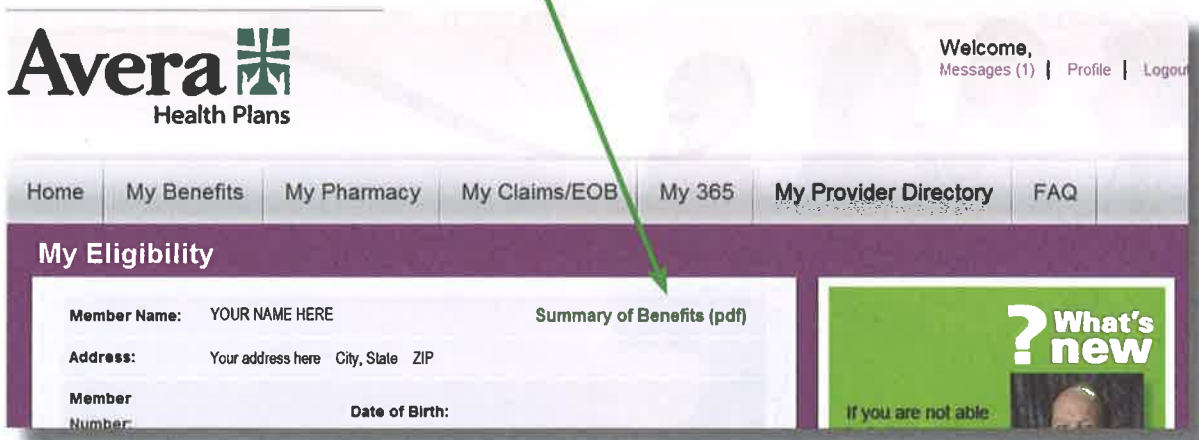 Avera
Health Plans
Welcome,
Messages (1) | Profile | Logout
Home My Benefits My Pharmacy My Claims/EOB My 365 My Provider Directory FAQ
My Eligibility
Member Name: YOUR NAME HERE Summary of Benefits (pdf)
Address: Your address here City, State ZIP
Member
Number: Date of Birth:
? What's
new
If you are not able